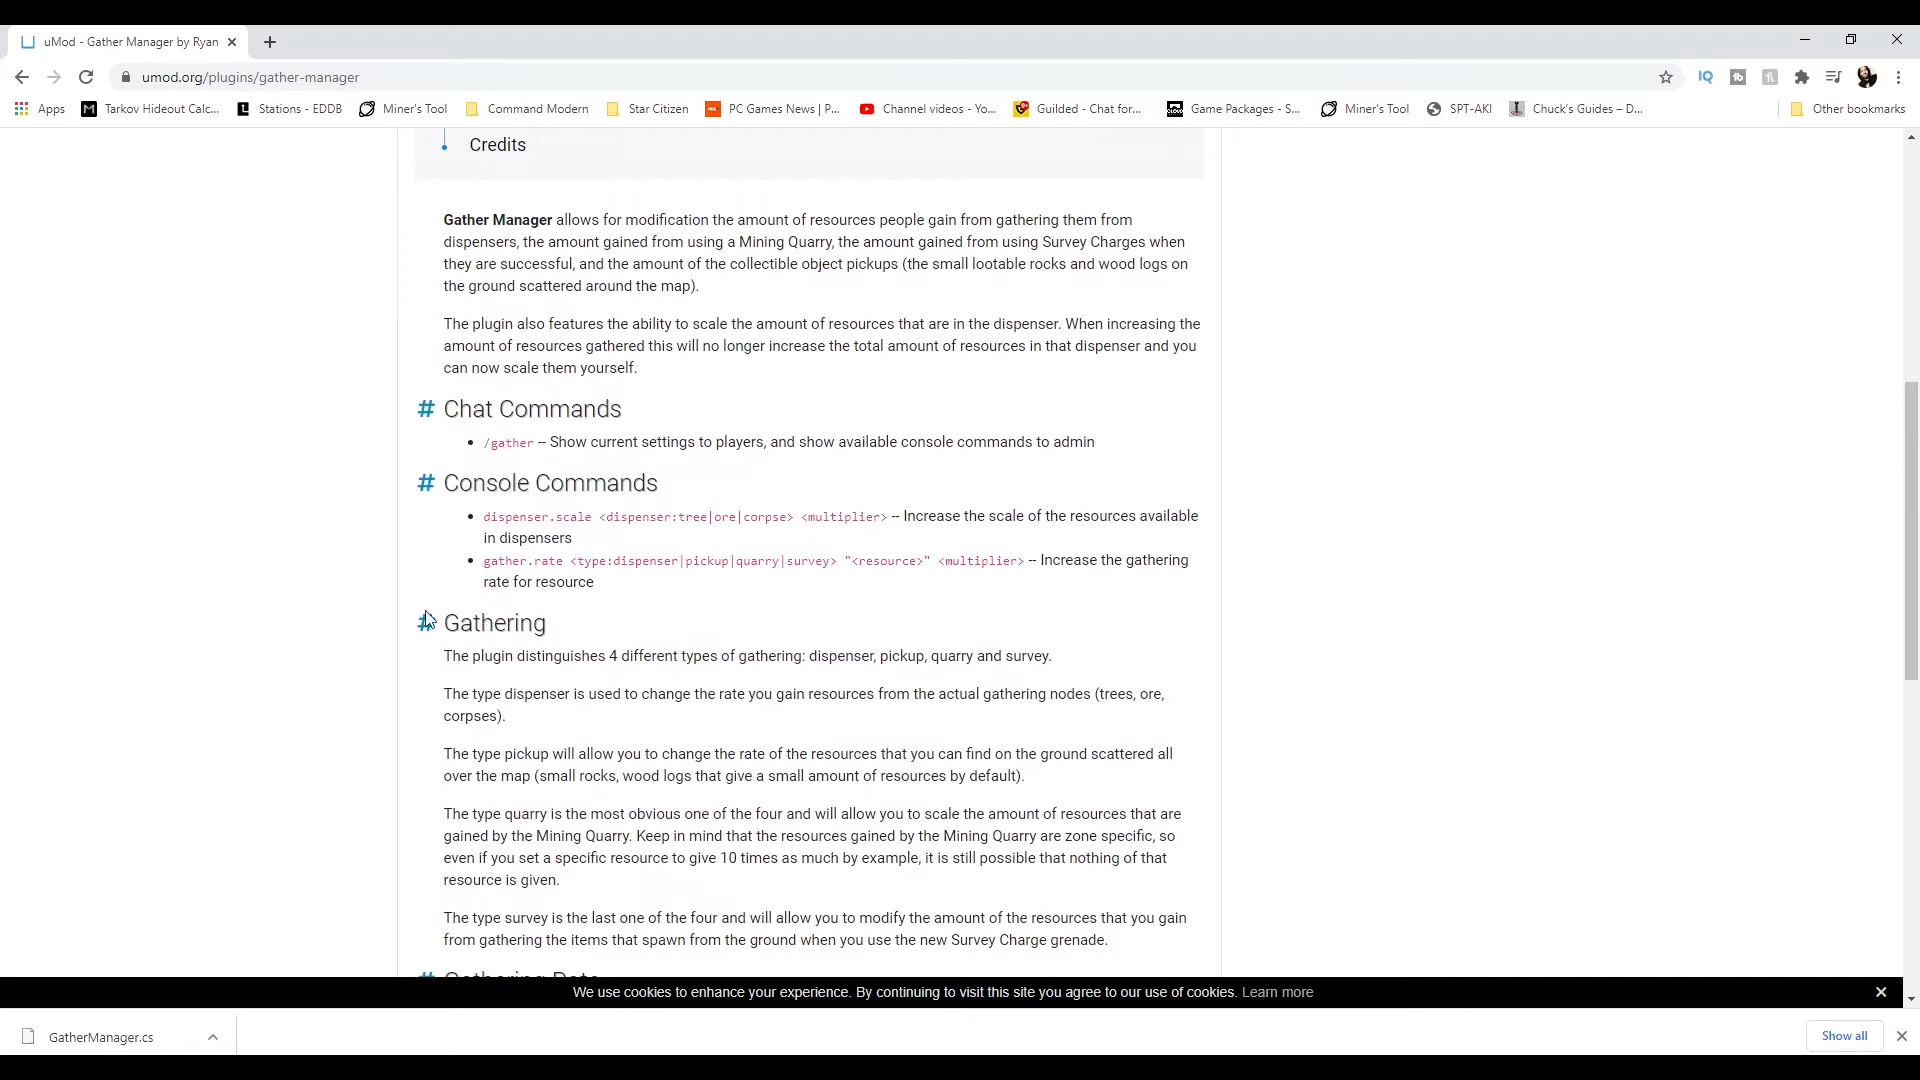 uMod - Gather Manager by Ryan
umod.org/plugins/gather-manager
Apps Tarkov Hideout Calc... Stations - EDDB Miner's Tool Command Modern Star Citizen PC Games News | P... Channel videos - Yo... Guilded - Chat for... Game Packages - S... Miner's Tool SPT-AKI Chuck's Guides – D... Other bookmarks
Credits
Gather Manager allows for modification the amount of resources people gain from gathering them from
dispensers, the amount gained from using a Mining Quarry, the amount gained from using Survey Charges when
they are successful, and the amount of the collectible object pickups (the small lootable rocks and wood logs on
the ground scattered around the map).
The plugin also features the ability to scale the amount of resources that are in the dispenser. When increasing the
amount of resources gathered this will no longer increase the total amount of resources in that dispenser and you
can now scale them yourself.
# Chat Commands
• /gather -- Show current settings to players, and show available console commands to admin
# Console Commands
• dispenser.scale <dispenser:tree|ore|corpse> <multiplier> -- Increase the scale of the resources available
in dispensers
• gather.rate <type:dispenser|pickup|quarry|survey> "<resource>" <multiplier> -- Increase the gathering
rate for resource
# Gathering
The plugin distinguishes 4 different types of gathering: dispenser, pickup, quarry and survey.
The type dispenser is used to change the rate you gain resources from the actual gathering nodes (trees, ore,
corpses).
The type pickup will allow you to change the rate of the resources that you can find on the ground scattered all
over the map (small rocks, wood logs that give a small amount of resources by default).
The type quarry is the most obvious one of the four and will allow you to scale the amount of resources that are
gained by the Mining Quarry. Keep in mind that the resources gained by the Mining Quarry are zone specific, so
even if you set a specific resource to give 10 times as much by example, it is still possible that nothing of that
resource is given.
The type survey is the last one of the four and will allow you to modify the amount of the resources that you gain
from gathering the items that spawn from the ground when you use the new Survey Charge grenade.
# Gathering Rate
We use cookies to enhance your experience. By continuing to visit this site you agree to our use of cookies. Learn more
GatherManager.cs
Show all